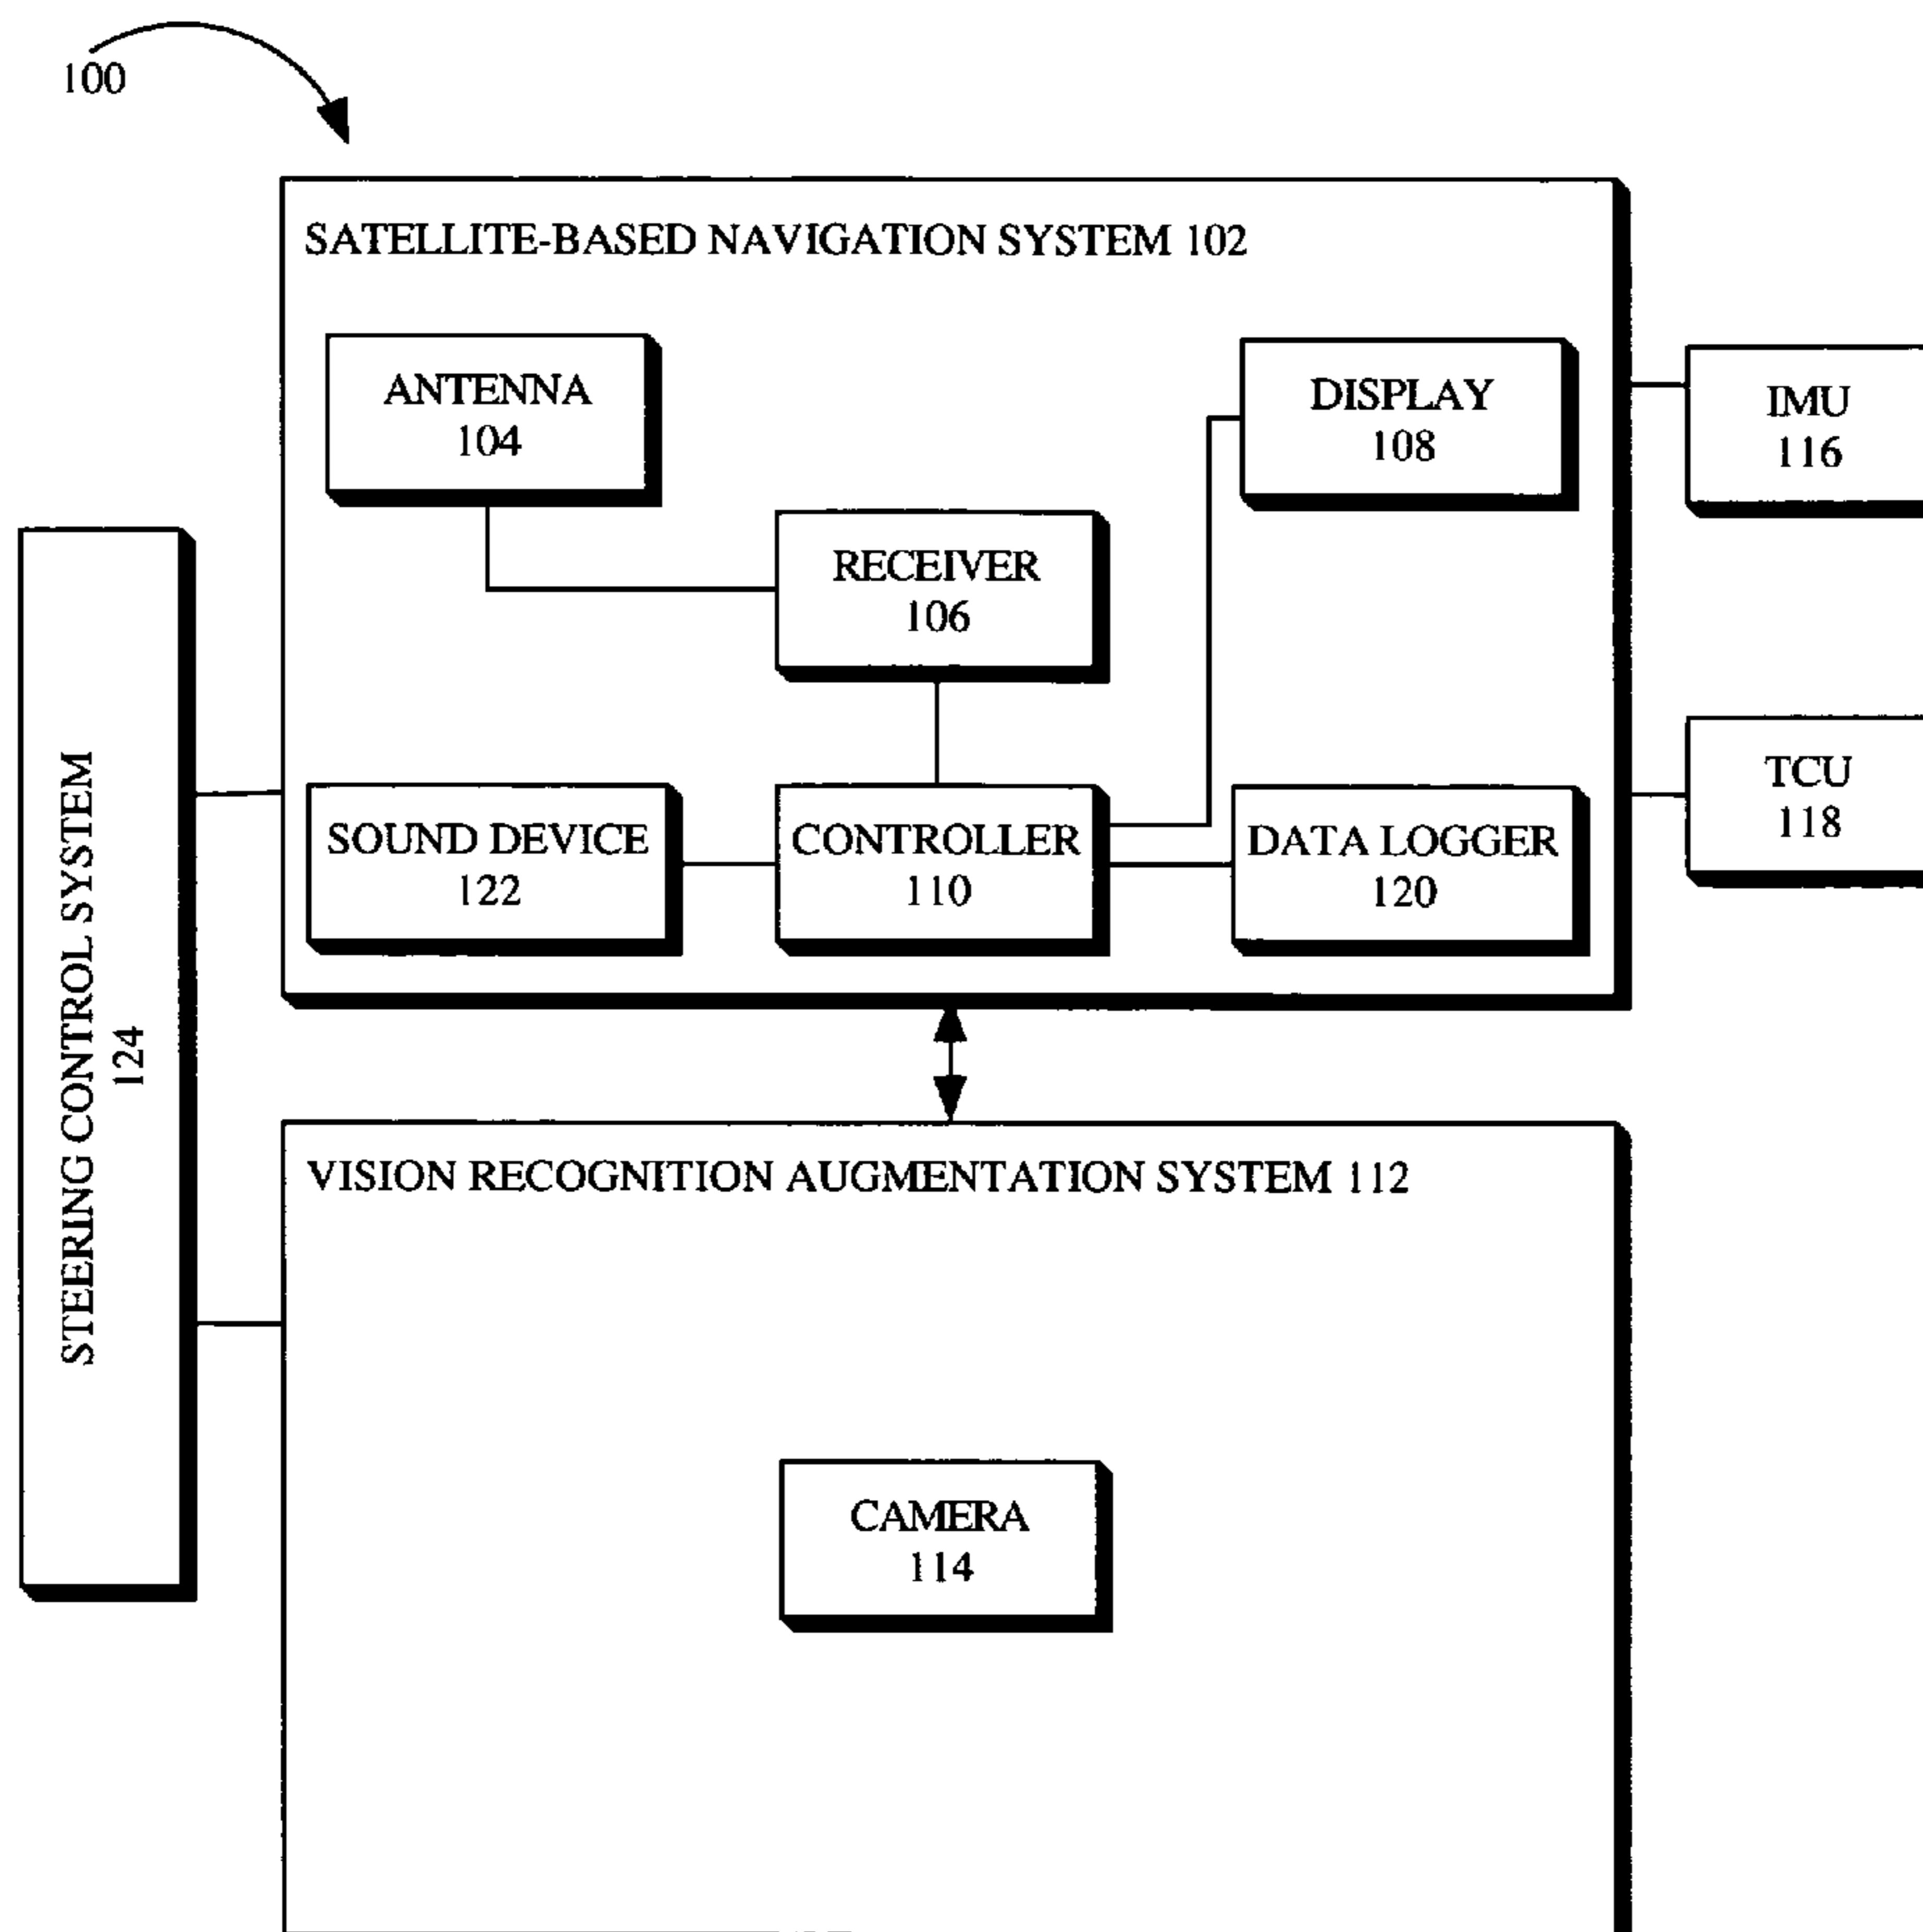 100
SATELLITE-BASED NAVIGATION SYSTEM 102
ANTENNA
104
DISPLAY
108
IMU
116
RECEIVER
106
TCU
118
SOUND DEVICE
122
CONTROLLER
110
DATA LOGGER
120
STEERING CONTROL SYSTEM
124
VISION RECOGNITION AUGMENTATION SYSTEM 112
CAMERA
114